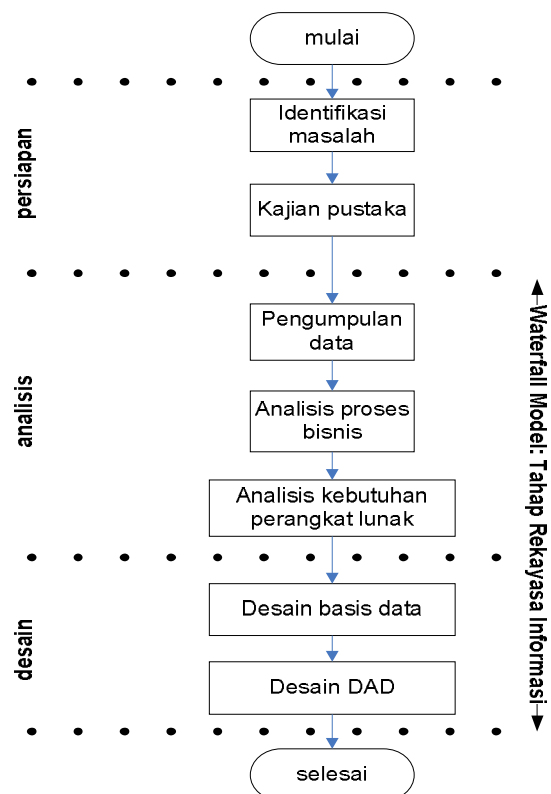 mulai
persiapan
Identifikasi
masalah
Kajian pustaka
analisis
Pengumpulan
data
Analisis proses
bisnis
Analisis kebutuhan
perangkat lunak
Waterfall Model: Tahap Rekayasa Informasi
desain
Desain basis data
Desain DAD
selesai